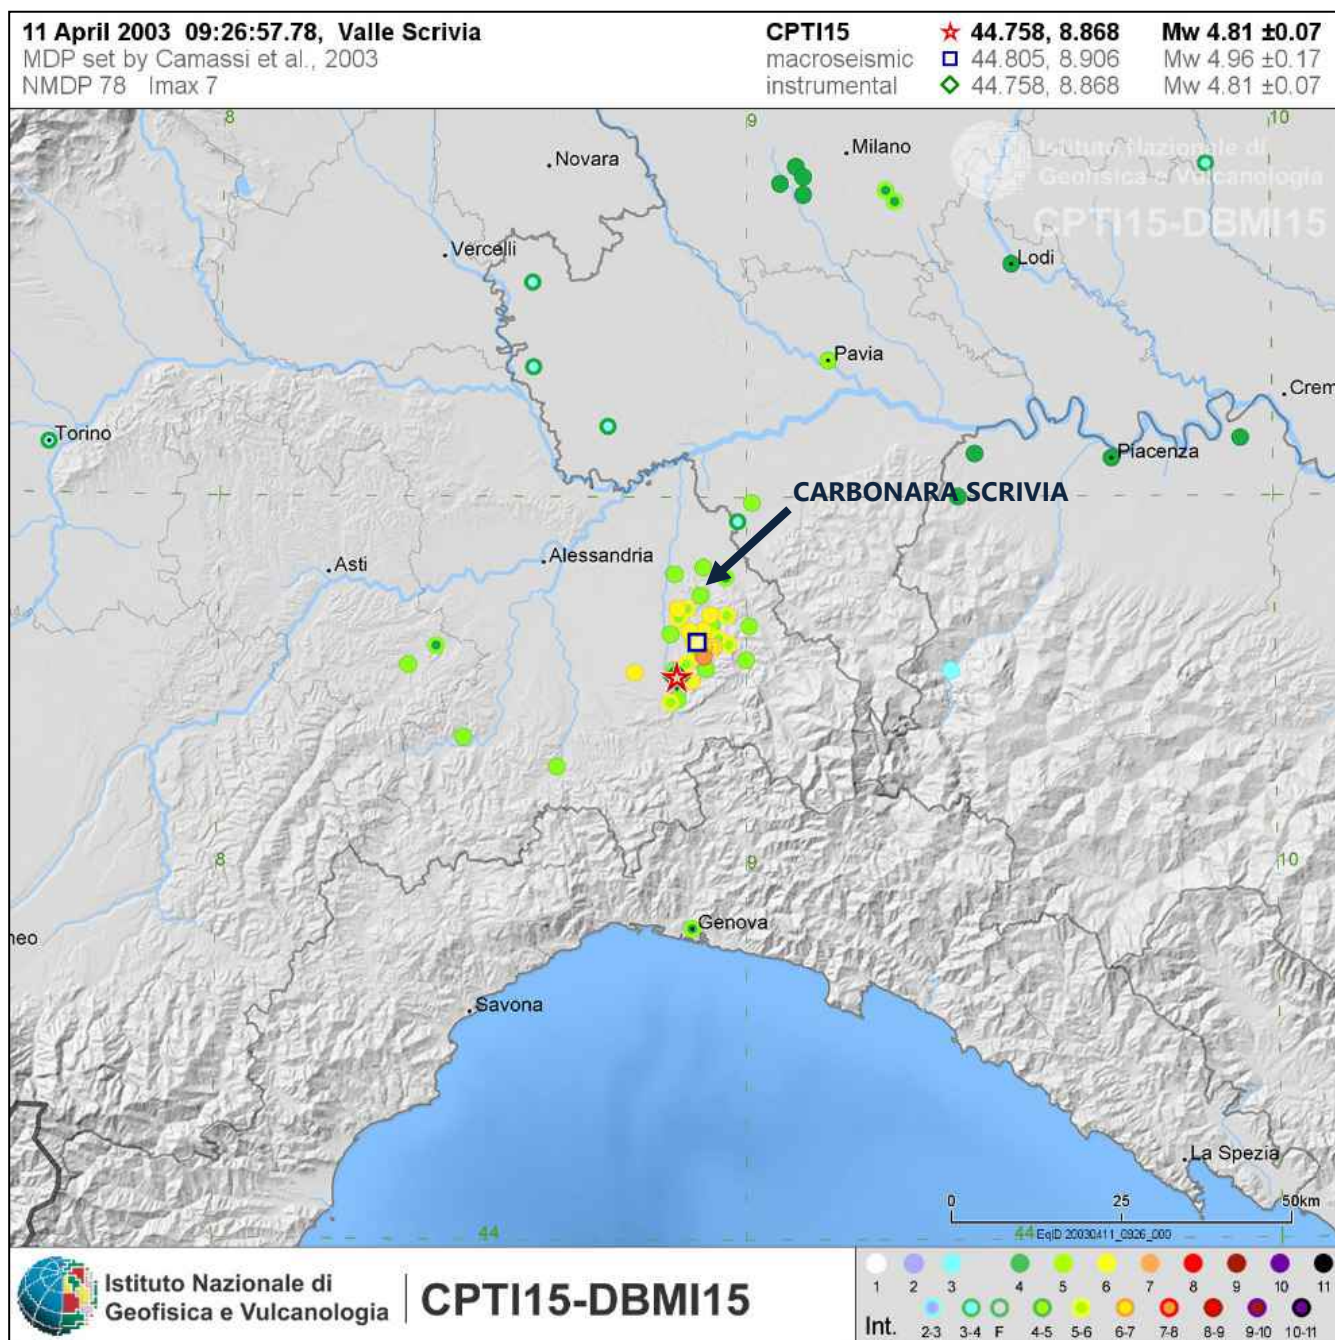 11 April 2003 09:26:57.78, Valle Scrivia
MDP set by Camassi et al., 2003
NMDP 78 Imax 7
CPTI15 44.758, 8.868 Mw 4.81 ±0.07
macroseismic 44.805, 8.906 Mw 4.96 ±0.17
instrumental 44.758, 8.868 Mw 4.81 ±0.07
8
9
10
Istituto Nazionale di
Geofisica e Vulcanologia
CPTI15-DBMI15
Milano
Novara
Vercelli
Lodi
Pavia
Crem
Torino
Piacenza
CARBONARA SCRIVIA
Alessandria
Asti
8
9
10
Genova
neo
Savona
La Spezia
0 25 50km
44
44
EqID 20030411_0926_000
Istituto Nazionale di
Geofisica e Vulcanologia
CPTI15-DBMI15
1 2 3 4 5 6 7 8 9 10 11
Int. 2-3 3-4 F 4-5 5-6 6-7 7-8 8-9 9-10 10-11